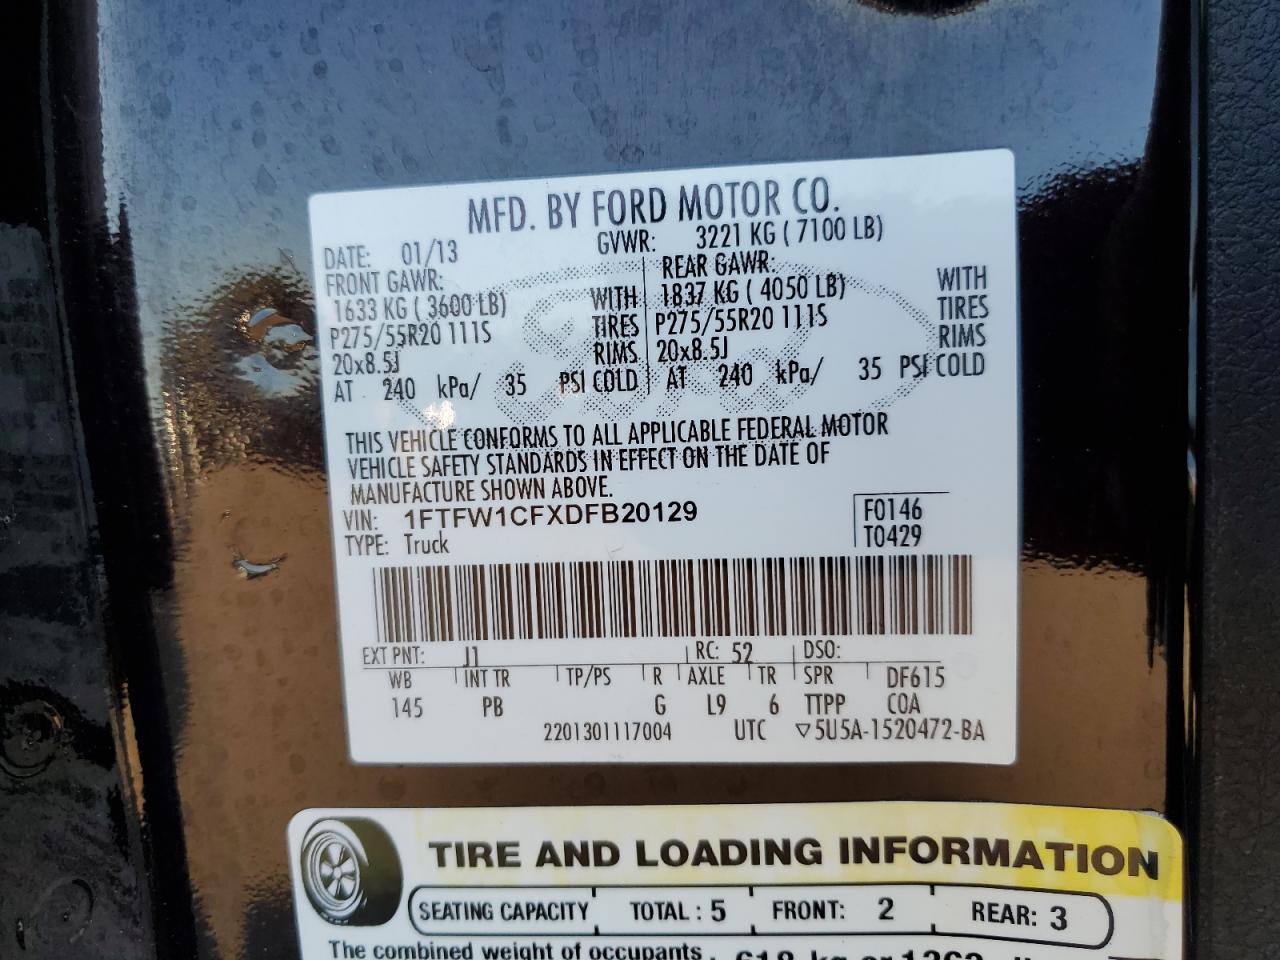 MFD. BY FORD MOTOR CO.
DATE: 01/13 GVWR: 3221 KG ( 7100 LB)
FRONT GAWR: REAR GAWR:
1633 KG ( 3600 LB) WITH 1837 KG ( 4050 LB) WITH
P275/55R20 111S TIRES P275/55R20 111S TIRES
20x8.5J RIMS 20x8.5J RIMS
AT 240 kPa/ 35 PSI COLD AT 240 kPa/ 35 PSI COLD
THIS VEHICLE CONFORMS TO ALL APPLICABLE FEDERAL MOTOR
VEHICLE SAFETY STANDARDS IN EFFECT ON THE DATE OF
MANUFACTURE SHOWN ABOVE.
VIN: 1FTFW1CFXDFB20129 F0146
TYPE: Truck T0429
EXT PNT: J1 RC: 52 DSO:
WB INT TR TP/PS R AXLE TR SPR DF615
145 PB G L9 6 TTPP COA
2201301117004 UTC ▽5U5A-1520472-BA
TIRE AND LOADING INFORMATION
SEATING CAPACITY TOTAL : 5 FRONT: 2 REAR: 3
The combined weight of occupants